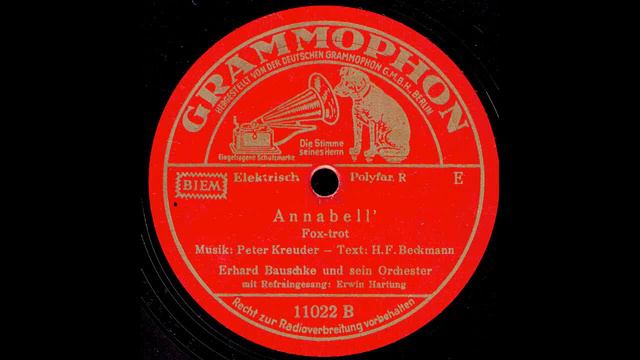 GRAMMOPHON
HERGESTELLT VON DER DEUTSCHEN GRAMMOPHON G.M.B.H., BERLIN
Die Stimme
seines Herrn
Eingetragene Schutzmarke
BIEM Elektrisch Polyfar. R E
Annabell'
Fox-trot
Musik: Peter Kreuder – Text: H. F. Beckmann
Erhard Bauschke und sein Orchester
mit Refraingesang: Erwin Hartung
11022 B
Recht zur Radioverbreitung vorbehalten